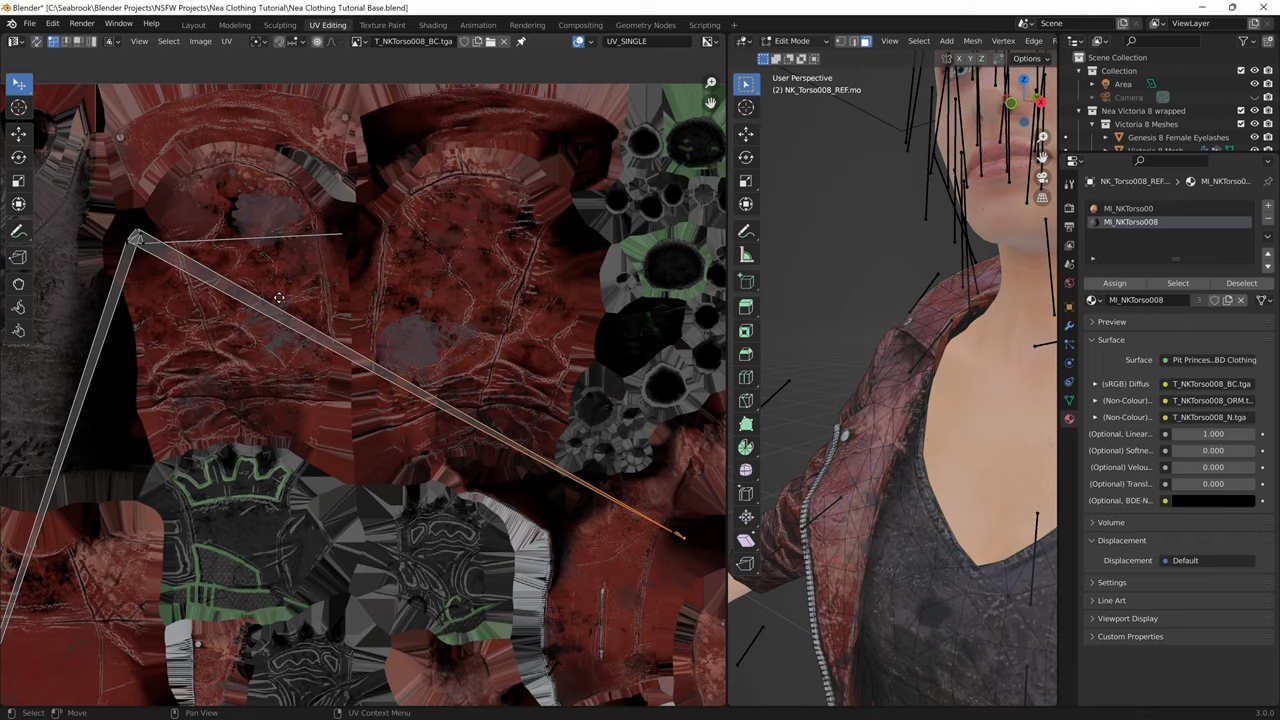 Blender* [C:\Seabrook\Blender Projects\NSFW Projects\Nea Clothing Tutorial\Nea Clothing Tutorial Base.blend]
File Edit Render Window Help Layout Modeling Sculpting UV Editing Texture Paint Shading Animation Rendering Compositing Geometry Nodes Scripting Scene ViewLayer
View Select Image UV T_NKTorso008_BC.tga UV_SINGLE Edit Mode View Select Add Mesh Vertex Edge F
Options
X Y Z
User Perspective
(2) NK_Torso008_REF.mo
Scene Collection
Collection
Area
Camera
Nea Victoria 8 wrapped
Victoria 8 Meshes
Genesis 8 Female Eyelashes
NK_Torso008_REF... MI_NKTorso0...
MI_NKTorso00
MI_NKTorso008
Assign Select Deselect
MI_NKTorso008 3
Preview
Surface
Surface Pit Princes...BD Clothing
(sRGB) Diffus T_NKTorso008_BC.tga
(Non-Colour)... T_NKTorso008_ORM.t...
(Non-Colour)... T_NKTorso008_N.tga
(Optional, Linear... 1.000
(Optional) Softne... 0.000
(Optional) Velou... 0.000
(Optional) Transl... 0.000
(Optional, BDE-N...
Volume
Displacement
Displacement Default
Settings
Line Art
Viewport Display
Custom Properties
Select Move Pan View UV Context Menu 3.0.0